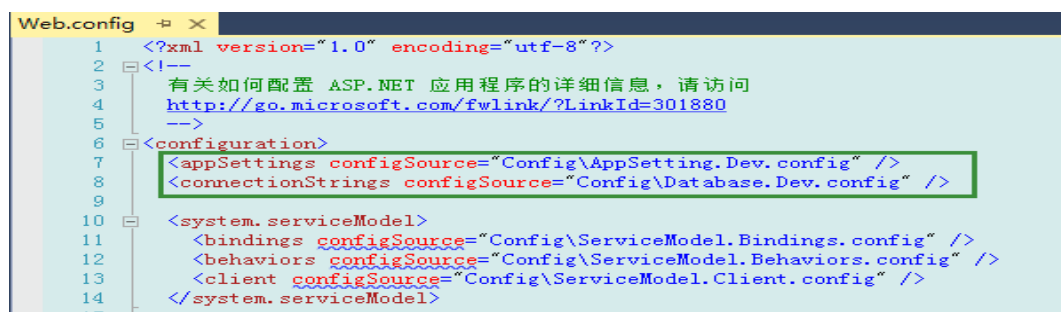 Web.config
1 <?xml version="1.0" encoding="utf-8"?>
2 <!--
3 有关如何配置 ASP.NET 应用程序的详细信息，请访问
4 http://go.microsoft.com/fwlink/?LinkId=301880
5 -->
6 <configuration>
7 <appSettings configSource="Config\AppSetting.Dev.config" />
8 <connectionStrings configSource="Config\Database.Dev.config" />
9
10 <system.serviceModel>
11 <bindings configSource="Config\ServiceModel.Bindings.config" />
12 <behaviors configSource="Config\ServiceModel.Behaviors.config" />
13 <client configSource="Config\ServiceModel.Client.config" />
14 </system.serviceModel>